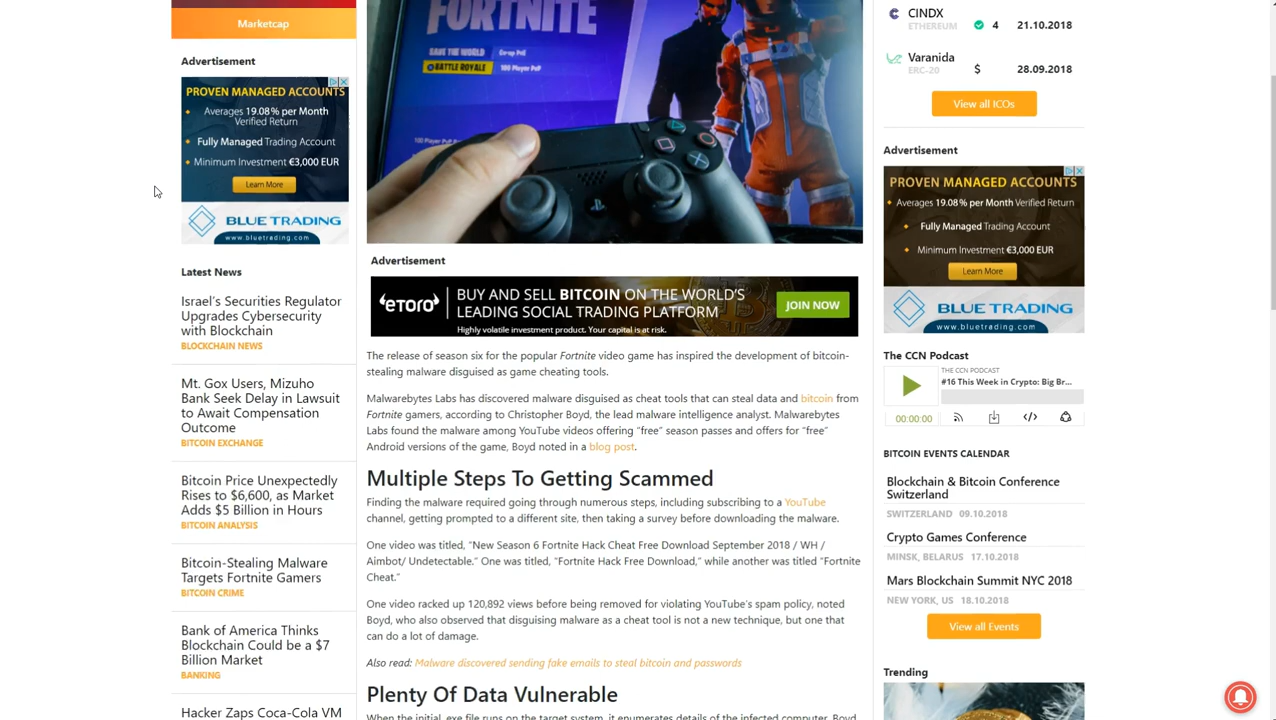 Marketcap
Advertisement
PROVEN MANAGED ACCOUNTS
Averages 19.08% per Month
Verified Return
Fully Managed Trading Account
Minimum Investment €3,000 EUR
Learn More
BLUE TRADING
www.bluetrading.com
Latest News
Israel's Securities Regulator
Upgrades Cybersecurity
with Blockchain
BLOCKCHAIN NEWS
Mt. Gox Users, Mizuho
Bank Seek Delay in Lawsuit
to Await Compensation
Outcome
BITCOIN EXCHANGE
Bitcoin Price Unexpectedly
Rises to $6,600, as Market
Adds $5 Billion in Hours
BITCOIN ANALYSIS
Bitcoin-Stealing Malware
Targets Fortnite Gamers
BITCOIN CRIME
Bank of America Thinks
Blockchain Could be a $7
Billion Market
BANKING
Hacker Zaps Coca-Cola VM
FORTNITE
SAVE THE WORLD Co-op PvE
BATTLE ROYALE 100 Player PvP
100 Player PvP
Advertisement
eToro
BUY AND SELL BITCOIN ON THE WORLD'S
LEADING SOCIAL TRADING PLATFORM
Highly volatile investment product. Your capital is at risk.
JOIN NOW
The release of season six for the popular Fortnite video game has inspired the development of bitcoin-
stealing malware disguised as game cheating tools.
Malwarebytes Labs has discovered malware disguised as cheat tools that can steal data and bitcoin from
Fortnite gamers, according to Christopher Boyd, the lead malware intelligence analyst. Malwarebytes
Labs found the malware among YouTube videos offering "free" season passes and offers for "free"
Android versions of the game, Boyd noted in a blog post.
Multiple Steps To Getting Scammed
Finding the malware required going through numerous steps, including subscribing to a YouTube
channel, getting prompted to a different site, then taking a survey before downloading the malware.
One video was titled, "New Season 6 Fortnite Hack Cheat Free Download September 2018 / WH /
Aimbot/ Undetectable." One was titled, "Fortnite Hack Free Download," while another was titled "Fortnite
Cheat."
One video racked up 120,892 views before being removed for violating YouTube's spam policy, noted
Boyd, who also observed that disguising malware as a cheat tool is not a new technique, but one that
can do a lot of damage.
Also read: Malware discovered sending fake emails to steal bitcoin and passwords
Plenty Of Data Vulnerable
When the initial .exe file runs on the target system, it enumerates details of the infected computer, Boyd
CINDX
ETHEREUM
4
21.10.2018
Varanida
ERC-20
$
28.09.2018
View all ICOs
Advertisement
PROVEN MANAGED ACCOUNTS
Averages 19.08% per Month Verified Return
Fully Managed Trading Account
Minimum Investment €3,000 EUR
Learn More
BLUE TRADING
www.bluetrading.com
The CCN Podcast
THE CCN PODCAST
#16 This Week in Crypto: Big Br...
00:00:00
BITCOIN EVENTS CALENDAR
Blockchain & Bitcoin Conference
Switzerland
SWITZERLAND 09.10.2018
Crypto Games Conference
MINSK, BELARUS 17.10.2018
Mars Blockchain Summit NYC 2018
NEW YORK, US 18.10.2018
View all Events
Trending